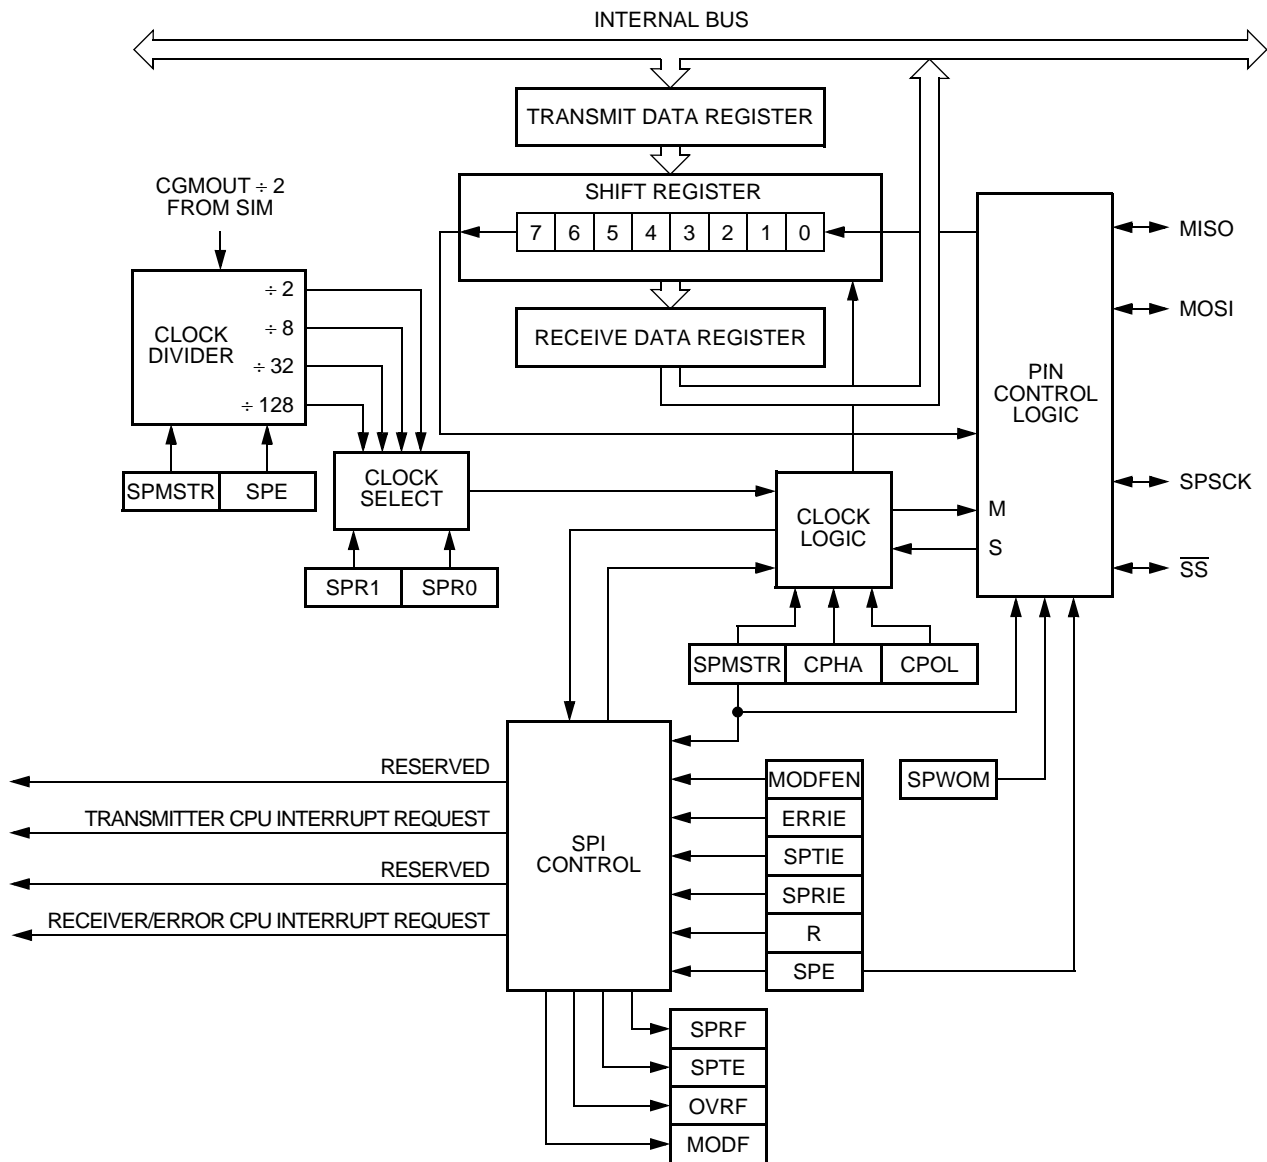 INTERNAL BUS
TRANSMIT DATA REGISTER
CGMOUT ÷ 2
FROM SIM
SHIFT REGISTER
7 6 5 4 3 2 1 0
MISO
÷ 2
÷ 8
÷ 32
÷ 128
CLOCK
DIVIDER
RECEIVE DATA REGISTER
MOSI
PIN
CONTROL
LOGIC
SPMSTR SPE
CLOCK
SELECT
SPR1 SPR0
CLOCK
LOGIC
M
S
SPSCK
S̅S̅
SPMSTR CPHA CPOL
RESERVED
TRANSMITTER CPU INTERRUPT REQUEST
RESERVED
RECEIVER/ERROR CPU INTERRUPT REQUEST
SPI
CONTROL
MODFEN
ERRIE
SPTIE
SPRIE
R
SPE
SPWOM
SPRF
SPTE
OVRF
MODF